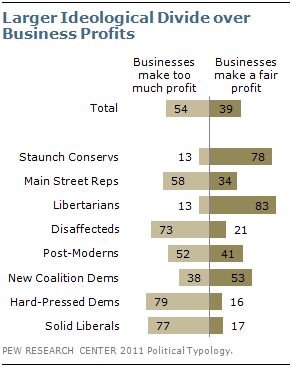 Larger Ideological Divide over
Business Profits
Businesses make too much profit
Businesses make a fair profit
Total 54 39
Staunch Conservs 13 78
Main Street Reps 58 34
Libertarians 13 83
Disaffecteds 73 21
Post-Moderns 52 41
New Coalition Dems 38 53
Hard-Pressed Dems 79 16
Solid Liberals 77 17
PEW RESEARCH CENTER 2011 Political Typology.